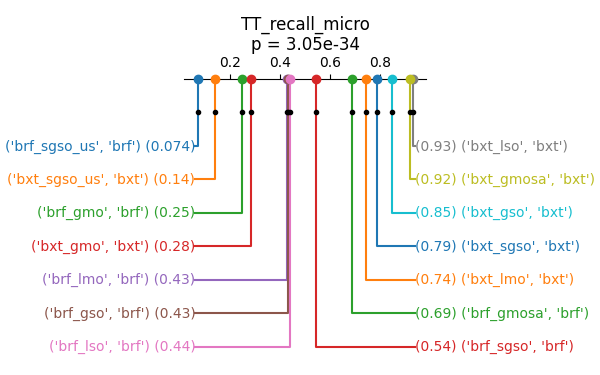 TT_recall_micro
p = 3.05e-34
0.2 0.4 0.6 0.8
('brf_sgso_us', 'brf') (0.074) (0.93) ('bxt_lso', 'bxt')
('bxt_sgso_us', 'bxt') (0.14) (0.92) ('bxt_gmosa', 'bxt')
('brf_gmo', 'brf') (0.25) (0.85) ('bxt_gso', 'bxt')
('bxt_gmo', 'bxt') (0.28) (0.79) ('bxt_sgso', 'bxt')
('brf_lmo', 'brf') (0.43) (0.74) ('bxt_lmo', 'bxt')
('brf_gso', 'brf') (0.43) (0.69) ('brf_gmosa', 'brf')
('brf_lso', 'brf') (0.44) (0.54) ('brf_sgso', 'brf')